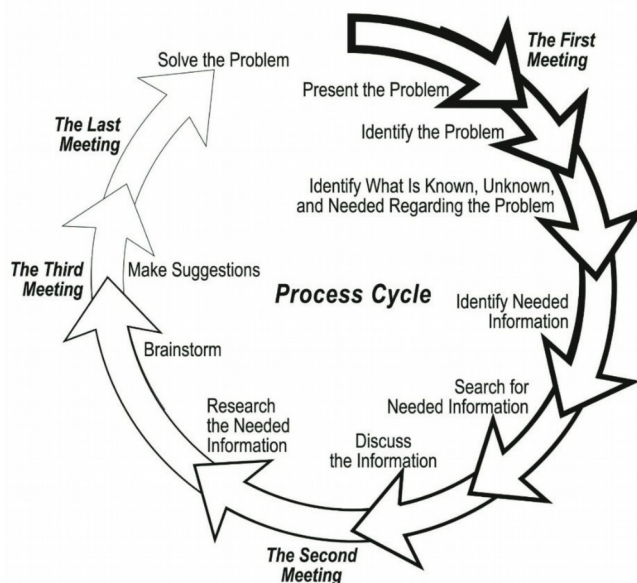 The First
Meeting
Present the Problem
Identify the Problem
Identify What Is Known, Unknown,
and Needed Regarding the Problem
Identify Needed
Information
Search for
Needed Information
Discuss
the Information
The Second
Meeting
Research
the Needed
Information
Brainstorm
The Third
Meeting
Make Suggestions
The Last
Meeting
Solve the Problem
Process Cycle